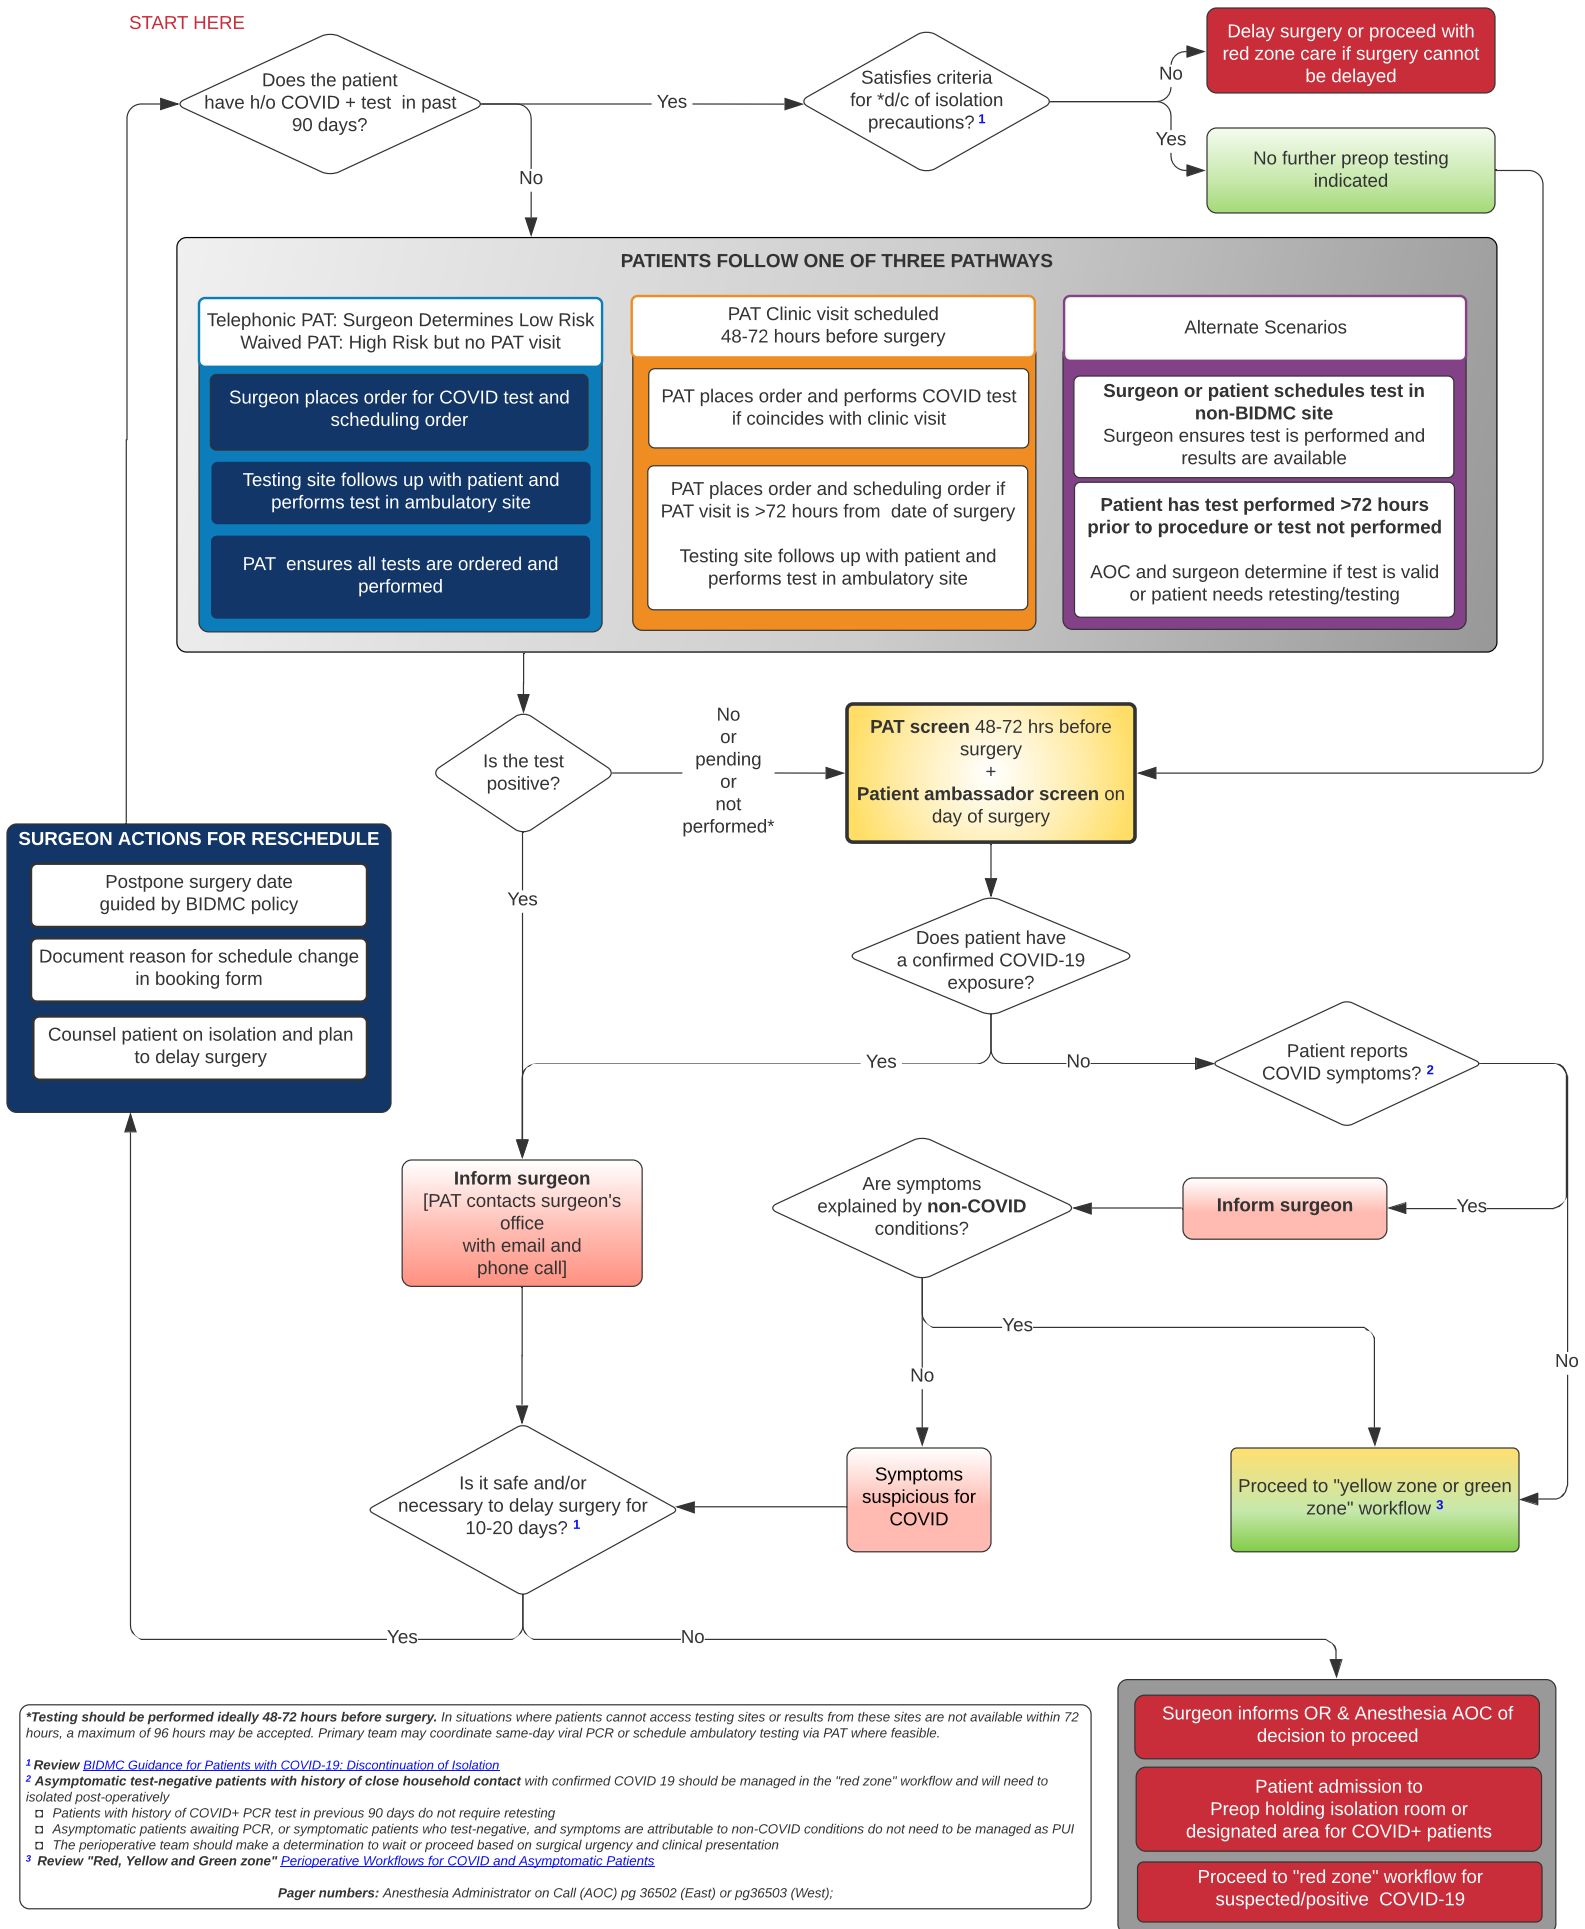 START HERE
Does the patient
have h/o COVID + test  in past
90 days?
Yes
No
Satisfies criteria
for *d/c of isolation
precautions? 1
No
Yes
Delay surgery or proceed with
red zone care if surgery cannot
be delayed
No further preop testing
indicated
PATIENTS FOLLOW ONE OF THREE PATHWAYS
Telephonic PAT: Surgeon Determines Low Risk
Waived PAT: High Risk but no PAT visit
Surgeon places order for COVID test and
scheduling order
Testing site follows up with patient and
performs test in ambulatory site
PAT  ensures all tests are ordered and
performed
PAT Clinic visit scheduled
48-72 hours before surgery
PAT places order and performs COVID test
if coincides with clinic visit
PAT places order and scheduling order if
PAT visit is >72 hours from  date of surgery
Testing site follows up with patient and
performs test in ambulatory site
Alternate Scenarios
Surgeon or patient schedules test in
non-BIDMC site
Surgeon ensures test is performed and
results are available
Patient has test performed >72 hours
prior to procedure or test not performed
AOC and surgeon determine if test is valid
or patient needs retesting/testing
Is the test
positive?
No
or
pending
or
not
performed*
Yes
PAT screen 48-72 hrs before
surgery
+
Patient ambassador screen on
day of surgery
SURGEON ACTIONS FOR RESCHEDULE
Postpone surgery date
guided by BIDMC policy
Document reason for schedule change
in booking form
Counsel patient on isolation and plan
to delay surgery
Does patient have
a confirmed COVID-19
exposure?
Yes
No
Patient reports
COVID symptoms? 2
Yes
No
Inform surgeon
[PAT contacts surgeon's
office
with email and
phone call]
Are symptoms
explained by non-COVID
conditions?
Inform surgeon
Yes
No
Is it safe and/or
necessary to delay surgery for
10-20 days? 1
Symptoms
suspicious for
COVID
Proceed to "yellow zone or green
zone" workflow 3
Yes
No
Surgeon informs OR & Anesthesia AOC of
decision to proceed
Patient admission to
Preop holding isolation room or
designated area for COVID+ patients
Proceed to "red zone" workflow for
suspected/positive  COVID-19
*Testing should be performed ideally 48-72 hours before surgery. In situations where patients cannot access testing sites or results from these sites are not available within 72
hours, a maximum of 96 hours may be accepted. Primary team may coordinate same-day viral PCR or schedule ambulatory testing via PAT where feasible.
1 Review BIDMC Guidance for Patients with COVID-19: Discontinuation of Isolation
2 Asymptomatic test-negative patients with history of close household contact with confirmed COVID 19 should be managed in the "red zone" workflow and will need to
isolated post-operatively
◘ Patients with history of COVID+ PCR test in previous 90 days do not require retesting
◘ Asymptomatic patients awaiting PCR, or symptomatic patients who test-negative, and symptoms are attributable to non-COVID conditions do not need to be managed as PUI
◘ The perioperative team should make a determination to wait or proceed based on surgical urgency and clinical presentation
3 Review "Red, Yellow and Green zone" Perioperative Workflows for COVID and Asymptomatic Patients
Pager numbers: Anesthesia Administrator on Call (AOC) pg 36502 (East) or pg36503 (West);